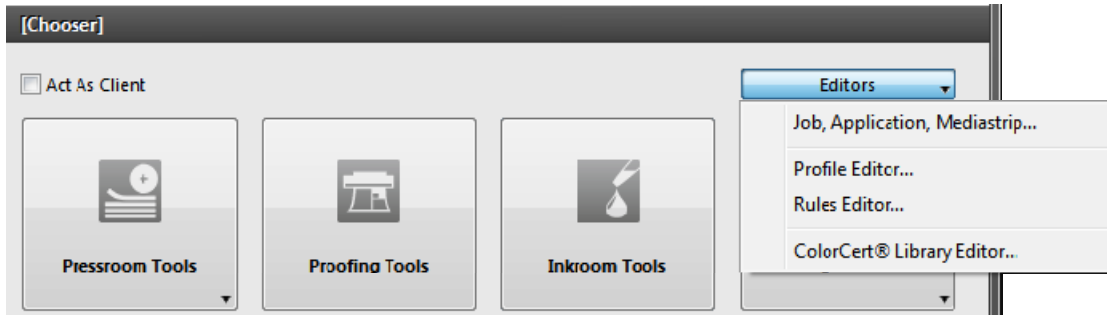 [Chooser]
Act As Client
Editors
Job, Application, Mediastrip...
Profile Editor...
Rules Editor...
ColorCert® Library Editor...
Pressroom Tools
Proofing Tools
Inkroom Tools